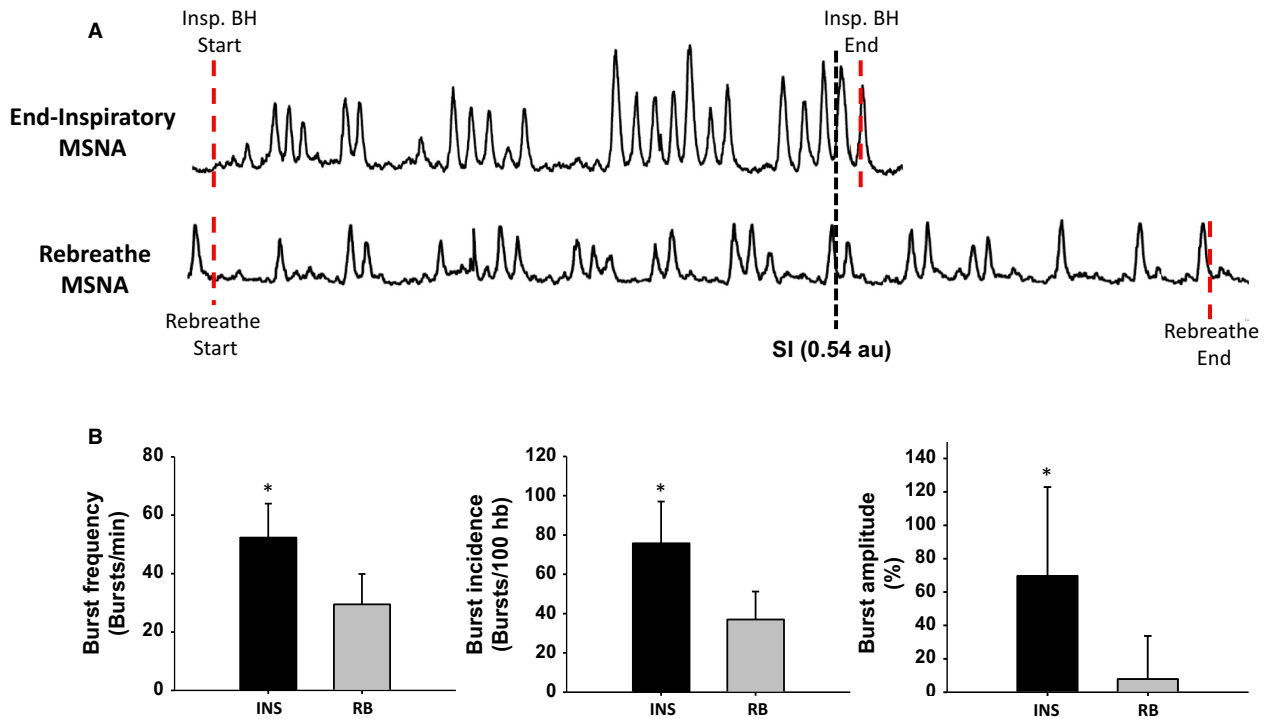 A
Insp. BH
Start
Insp. BH
End
End-Inspiratory
MSNA
Rebreathe
MSNA
Rebreathe
Start
SI (0.54 au)
Rebreathe
End
B
Burst frequency
(Bursts/min)
80
60
40
20
0
INS
RB
*
Burst incidence
(Bursts/100 hb)
120
100
80
60
40
20
0
INS
RB
*
Burst amplitude
(%)
140
120
100
80
60
40
20
0
INS
RB
*